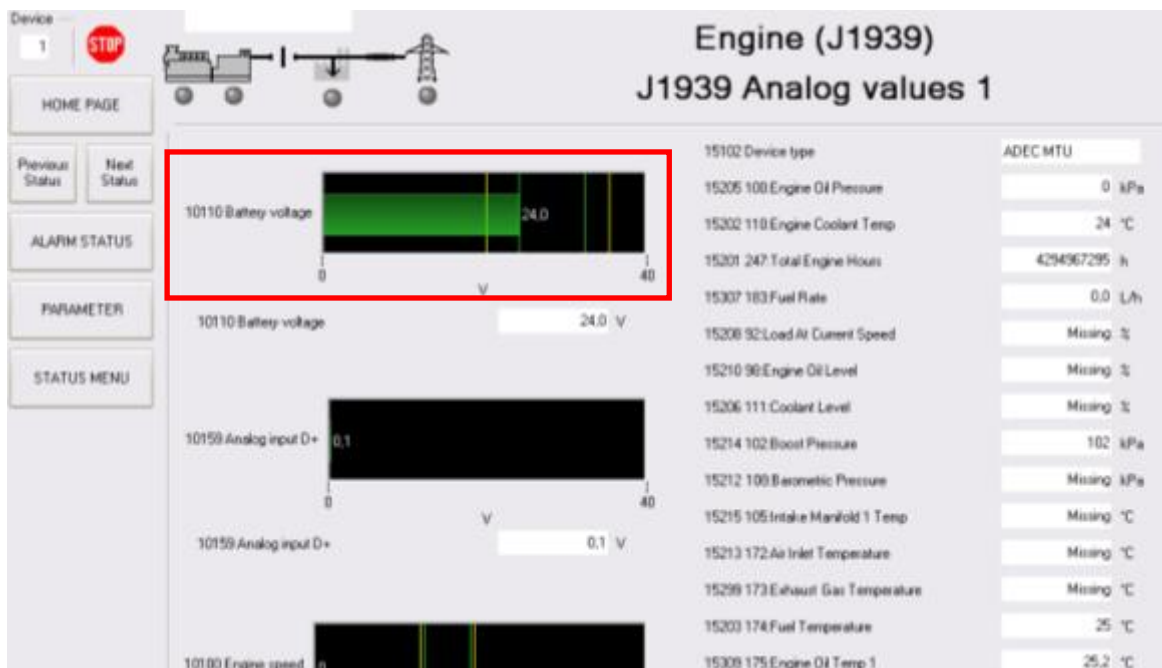 Device
1
STOP
Engine (J1939)
J1939 Analog values 1
HOME PAGE
Previous Status
Next Status
ALARM STATUS
PARAMETER
STATUS MENU
10110 Battery voltage
24,0
0
40
V
10110 Battery voltage 24.0 V
10159 Analog input D+
0,1
0
40
V
10159 Analog input D+ 0,1 V
10100 Engine speed
0
15102 Device type ADEC MTU
15205 100:Engine Oil Pressure 0 kPa
15202 110:Engine Coolant Temp 24 °C
15201 247:Total Engine Hours 4294967295 h
15307 183:Fuel Rate 0.0 L/h
15208 92:Load At Current Speed Missing %
15210 98:Engine Oil Level Missing %
15206 111:Coolant Level Missing %
15214 102:Boost Pressure 102 kPa
15212 108:Barometric Pressure Missing kPa
15215 105:Intake Manifold 1 Temp Missing °C
15213 172:Air Inlet Temperature Missing °C
15299 173:Exhaust Gas Temperature Missing °C
15203 174:Fuel Temperature 25 °C
15309 175:Engine Oil Temp 1 25.2 °C